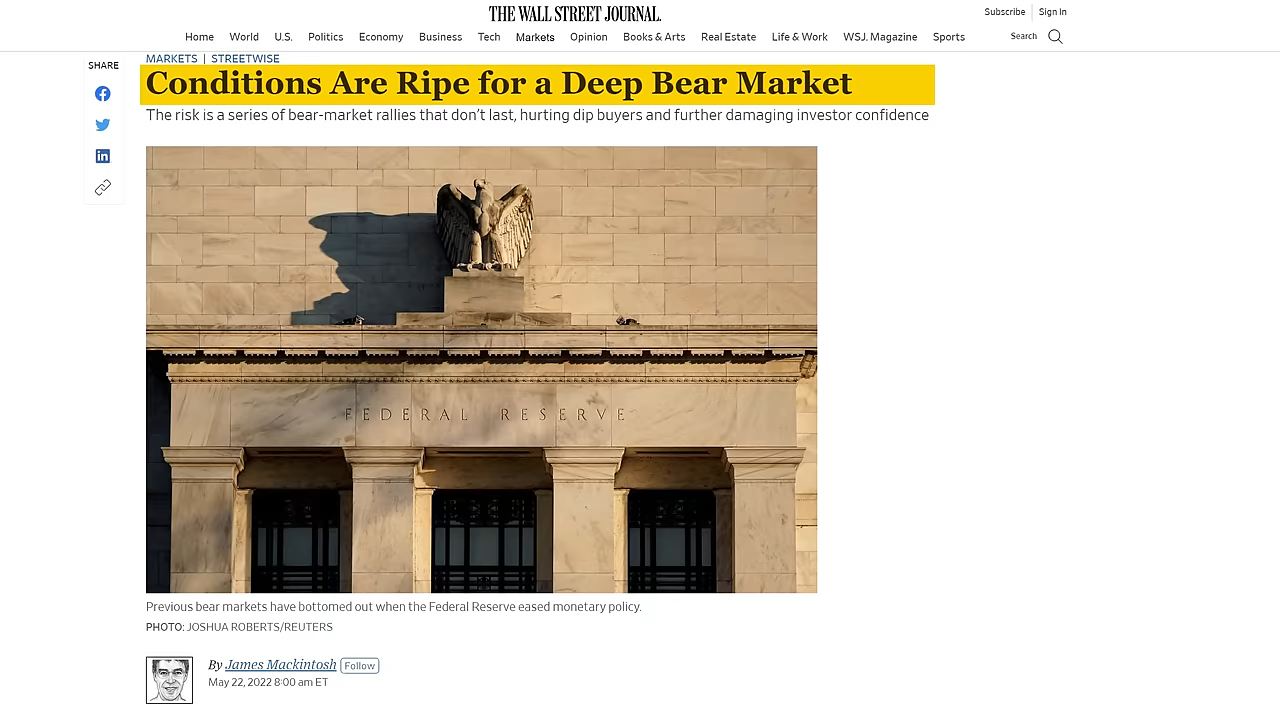 THE WALL STREET JOURNAL.
Subscribe | Sign In
Home World U.S. Politics Economy Business Tech Markets Opinion Books & Arts Real Estate Life & Work WSJ. Magazine Sports Search
SHARE
MARKETS | STREETWISE
Conditions Are Ripe for a Deep Bear Market
The risk is a series of bear-market rallies that don’t last, hurting dip buyers and further damaging investor confidence
FEDERAL RESERVE
Previous bear markets have bottomed out when the Federal Reserve eased monetary policy.
PHOTO: JOSHUA ROBERTS/REUTERS
By James Mackintosh Follow
May 22, 2022 8:00 am ET